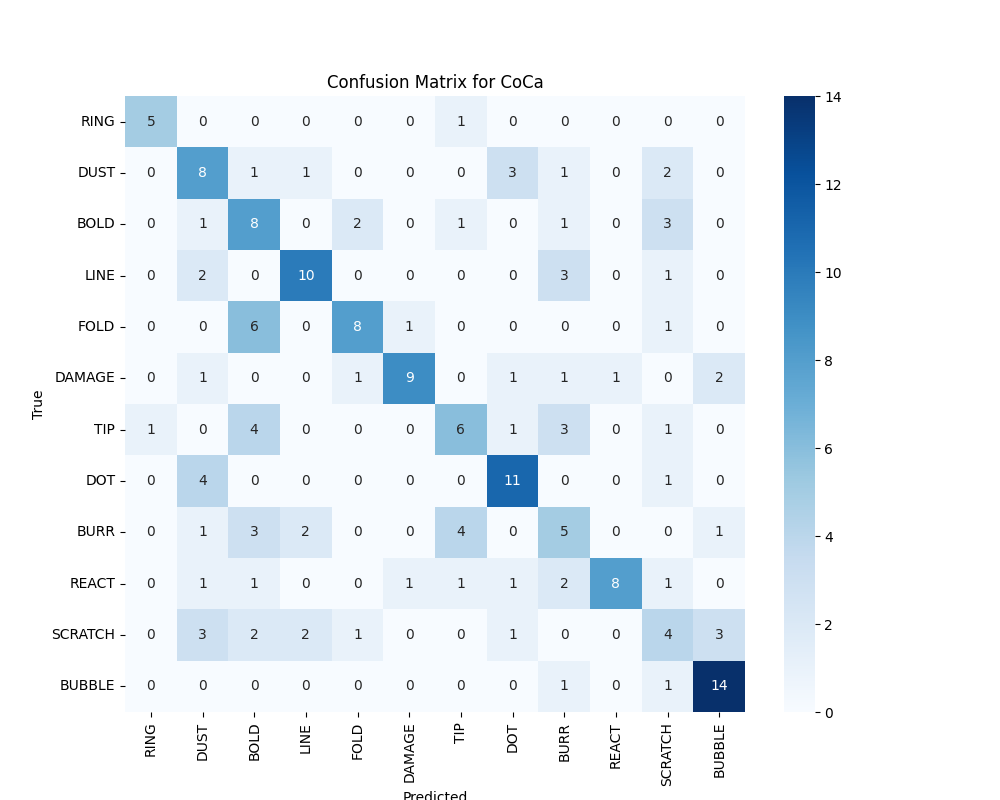 Confusion Matrix for CoCa
RING 5 0 0 0 0 0 1 0 0 0 0 0
DUST 0 8 1 1 0 0 0 3 1 0 2 0
BOLD 0 1 8 0 2 0 1 0 1 0 3 0
LINE 0 2 0 10 0 0 0 0 3 0 1 0
FOLD 0 0 6 0 8 1 0 0 0 0 1 0
DAMAGE 0 1 0 0 1 9 0 1 1 1 0 2
TIP 1 0 4 0 0 0 6 1 3 0 1 0
DOT 0 4 0 0 0 0 0 11 0 0 1 0
BURR 0 1 3 2 0 0 4 0 5 0 0 1
REACT 0 1 1 0 0 1 1 1 2 8 1 0
SCRATCH 0 3 2 2 1 0 0 1 0 0 4 3
BUBBLE 0 0 0 0 0 0 0 0 1 0 1 14
True
RING DUST BOLD LINE FOLD DAMAGE TIP DOT BURR REACT SCRATCH BUBBLE
Predicted
14
12
10
8
6
4
2
0